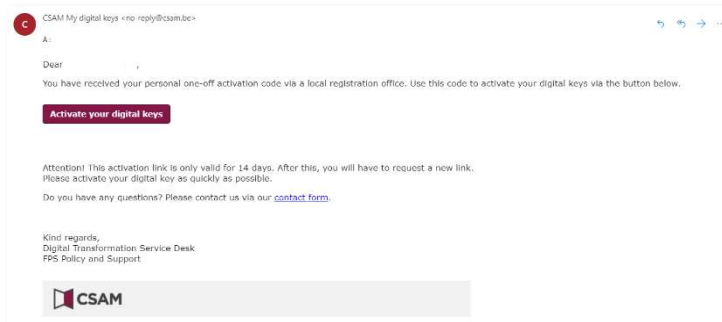 C
CSAM My digital keys <no-reply@csam.be>
A:
Dear ,
You have received your personal one-off activation code via a local registration office. Use this code to activate your digital keys via the button below.
Activate your digital keys
Attention! This activation link is only valid for 14 days. After this, you will have to request a new link.
Please activate your digital key as quickly as possible.
Do you have any questions? Please contact us via our contact form.
Kind regards,
Digital Transformation Service Desk
FPS Policy and Support
CSAM